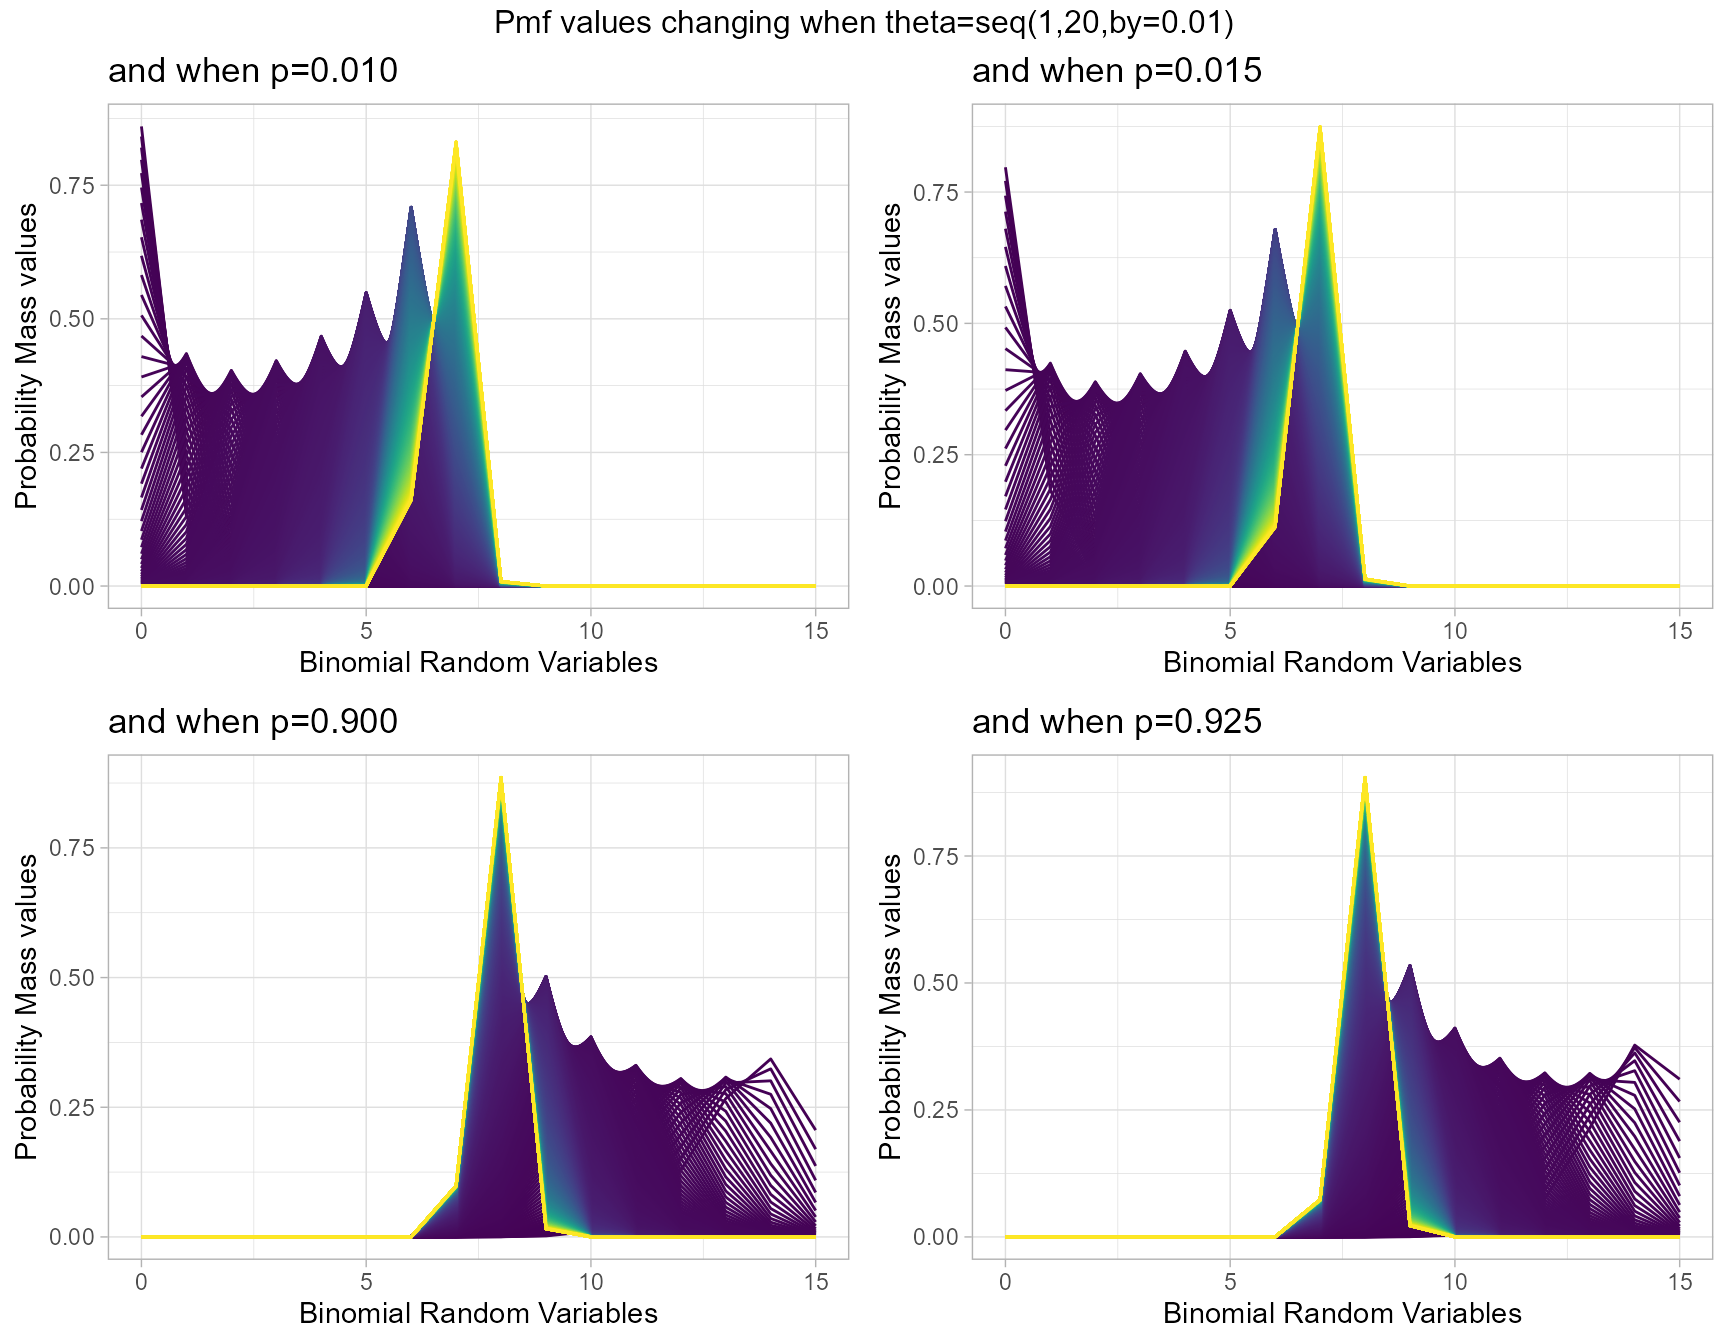 Pmf values changing when theta=seq(1,20,by=0.01)
and when p=0.010
Probability Mass values
0.75
0.50
0.25
0.00
0 5 10 15
Binomial Random Variables
and when p=0.015
Probability Mass values
0.75
0.50
0.25
0.00
0 5 10 15
Binomial Random Variables
and when p=0.900
Probability Mass values
0.75
0.50
0.25
0.00
0 5 10 15
Binomial Random Variables
and when p=0.925
Probability Mass values
0.75
0.50
0.25
0.00
0 5 10 15
Binomial Random Variables